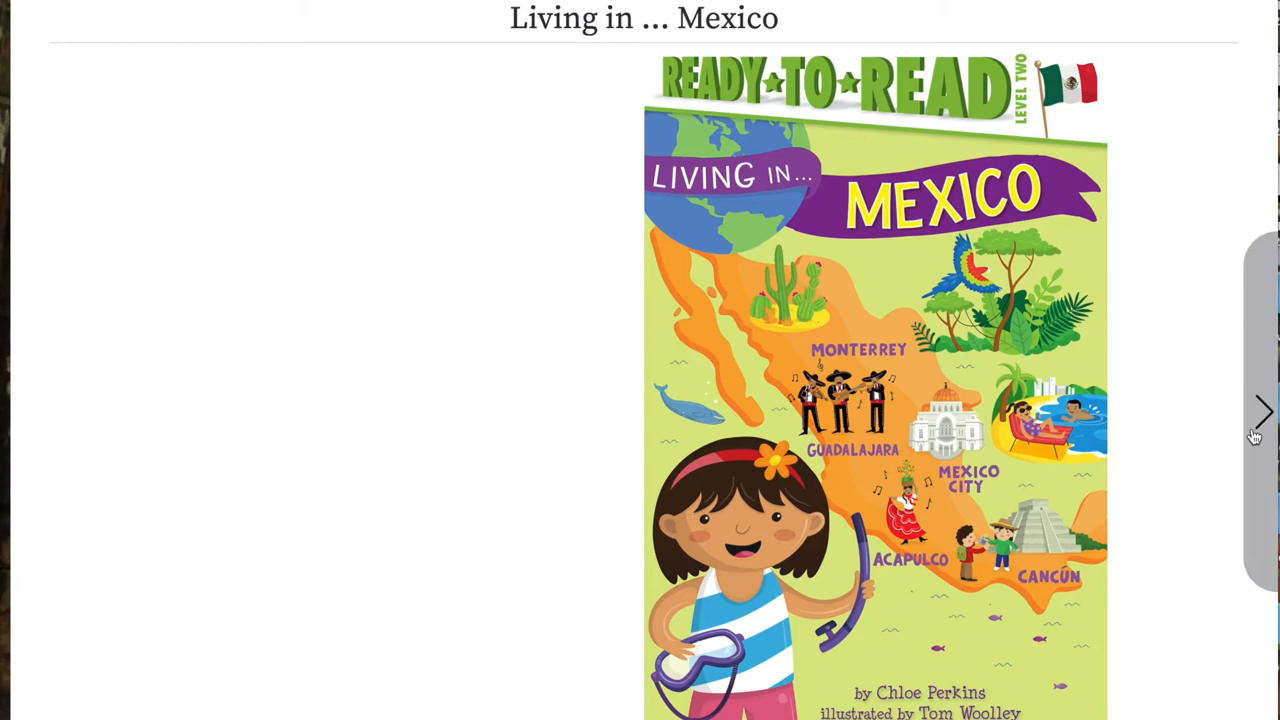 Living in ... Mexico
READY★TO★READ
LEVEL TWO
LIVING IN...
MEXICO
MONTERREY
GUADALAJARA
MEXICO
CITY
ACAPULCO
CANCÚN
by Chloe Perkins
illustrated by Tom Woolley